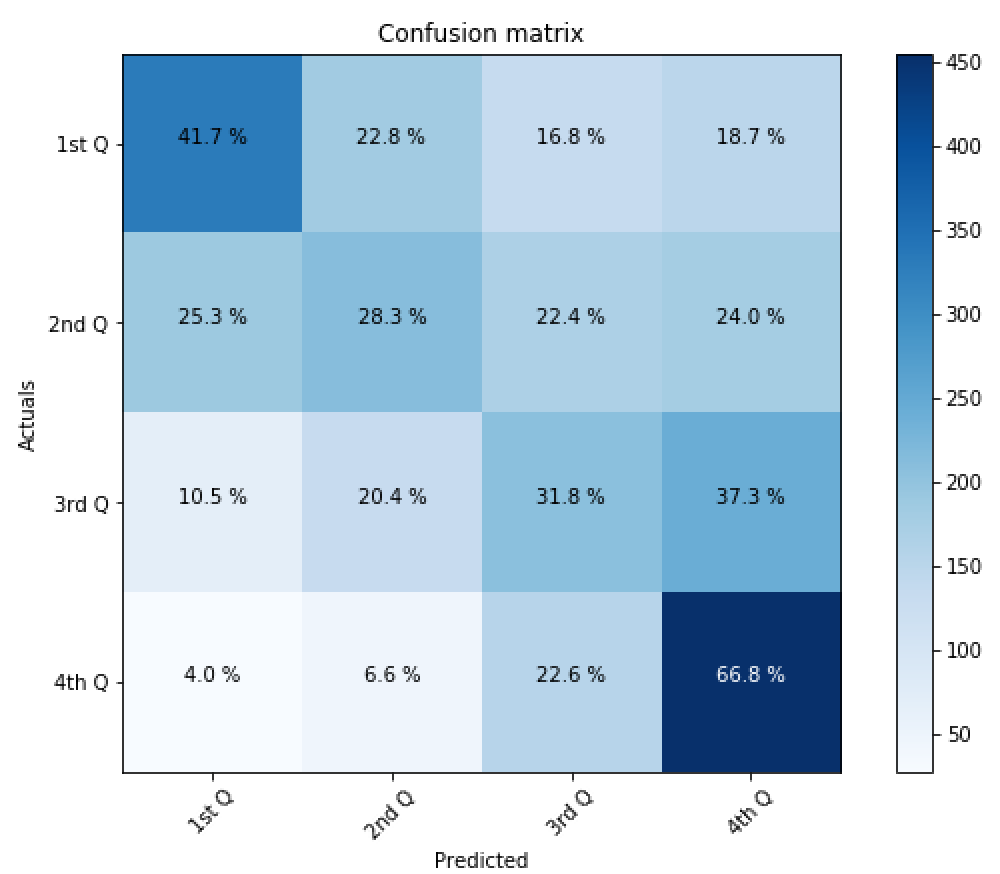 Confusion matrix
1st Q 41.7 % 22.8 % 16.8 % 18.7 %
2nd Q 25.3 % 28.3 % 22.4 % 24.0 %
3rd Q 10.5 % 20.4 % 31.8 % 37.3 %
4th Q 4.0 % 6.6 % 22.6 % 66.8 %
Actuals
1st Q 2nd Q 3rd Q 4th Q
Predicted
450
400
350
300
250
200
150
100
50